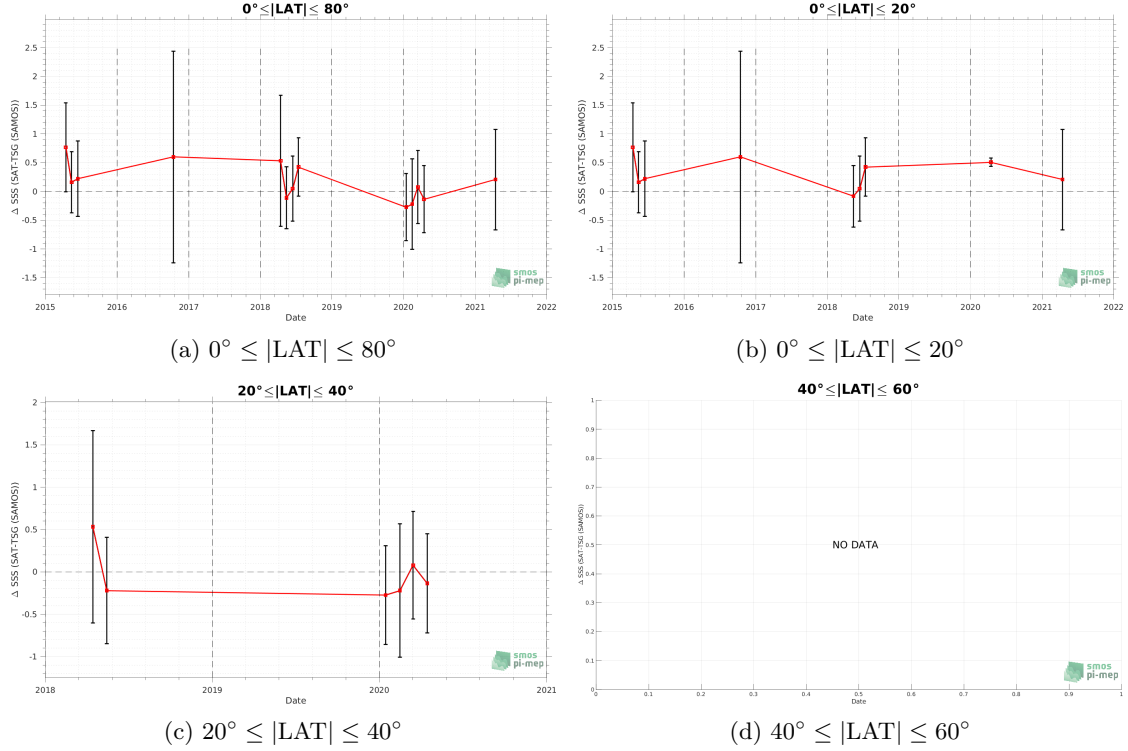 0°≤|LAT|≤ 80°
2.5
2
1.5
1
0.5
0
-0.5
-1
-1.5
Δ SSS (SAT-TSG (SAMOS))
2015 2016 2017 2018 2019 2020 2021 2022
Date
smos
pi-mep
(a) 0° ≤ |LAT| ≤ 80°
0°≤|LAT|≤ 20°
2.5
2
1.5
1
0.5
0
-0.5
-1
-1.5
Δ SSS (SAT-TSG (SAMOS))
2015 2016 2017 2018 2019 2020 2021 2022
Date
smos
pi-mep
(b) 0° ≤ |LAT| ≤ 20°
20°≤|LAT|≤ 40°
2
1.5
1
0.5
0
-0.5
-1
Δ SSS (SAT-TSG (SAMOS))
2018 2019 2020 2021
Date
smos
pi-mep
(c) 20° ≤ |LAT| ≤ 40°
40°≤|LAT|≤ 60°
1
0.9
0.8
0.7
0.6
0.5
0.4
0.3
0.2
0.1
0
Δ SSS (SAT-TSG (SAMOS))
NO DATA
0 0.1 0.2 0.3 0.4 0.5 0.6 0.7 0.8 0.9 1
Date
smos
pi-mep
(d) 40° ≤ |LAT| ≤ 60°